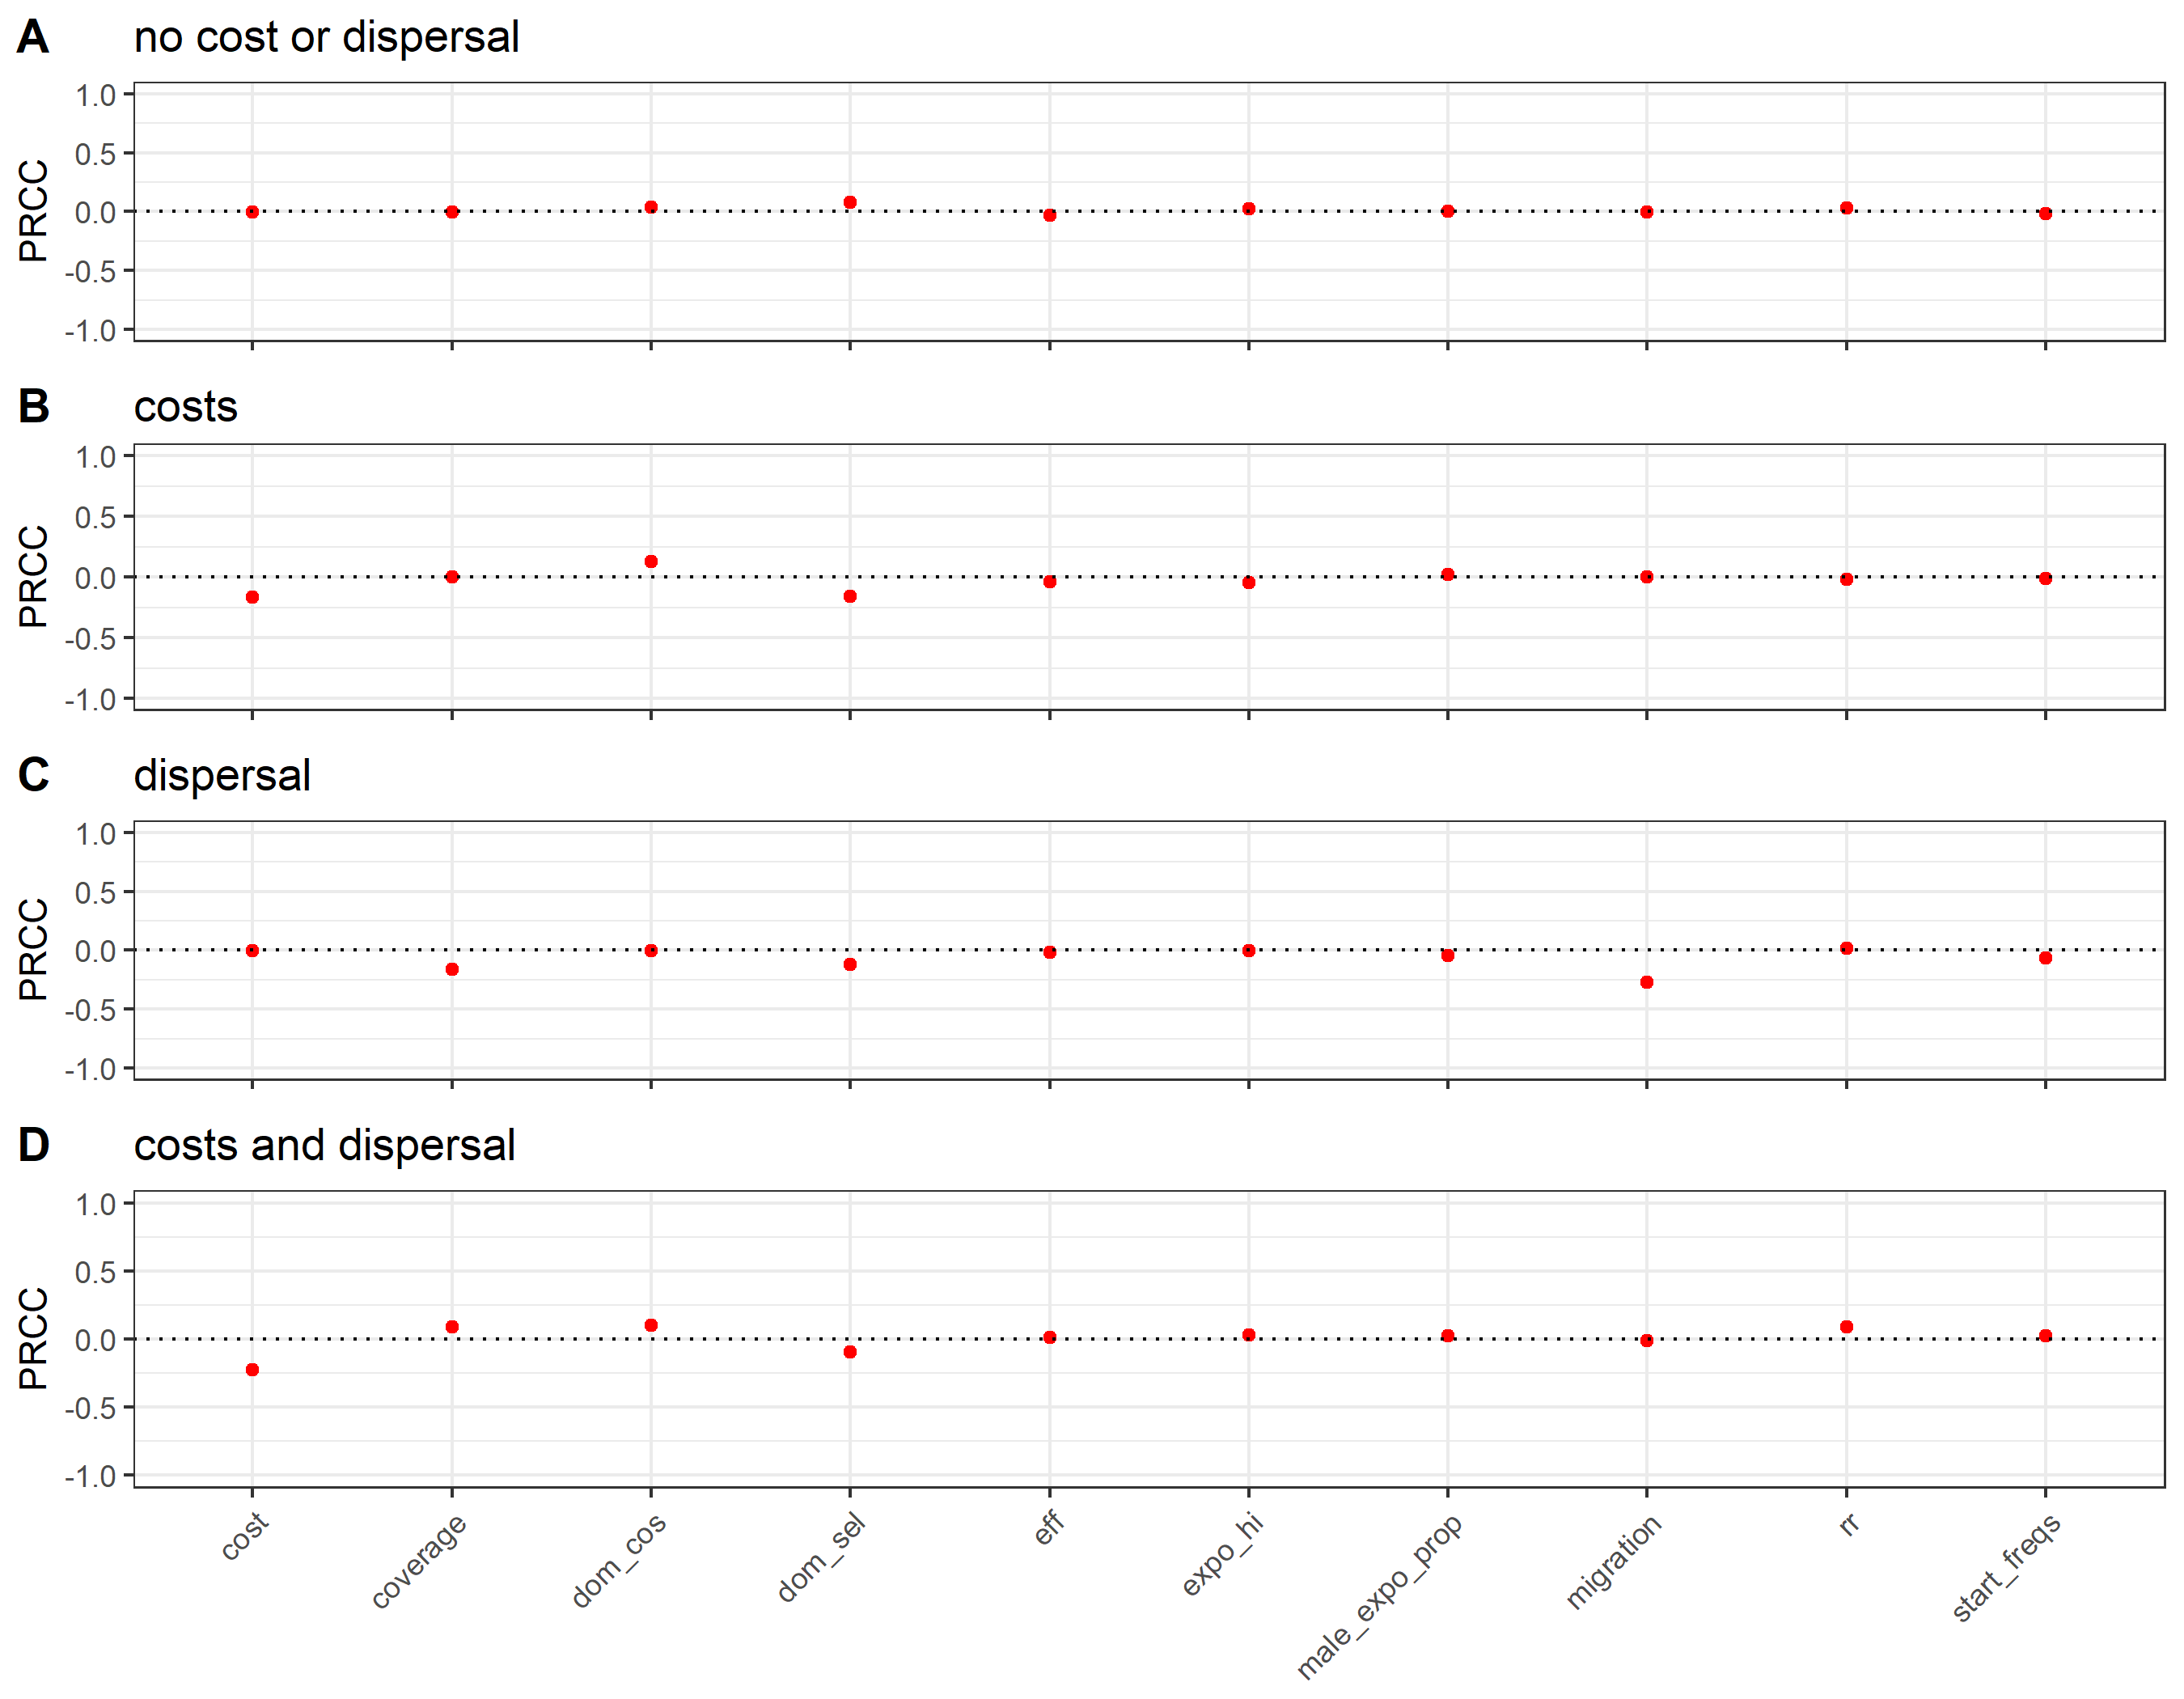 A no cost or dispersal
1.0
0.5
0.0
-0.5
-1.0
PRCC
B costs
1.0
0.5
0.0
-0.5
-1.0
PRCC
C dispersal
1.0
0.5
0.0
-0.5
-1.0
PRCC
D costs and dispersal
1.0
0.5
0.0
-0.5
-1.0
PRCC
cost
coverage
dom_cos
dom_sel
eff
expo_hi
male_expo_prop
migration
rr
start_freqs